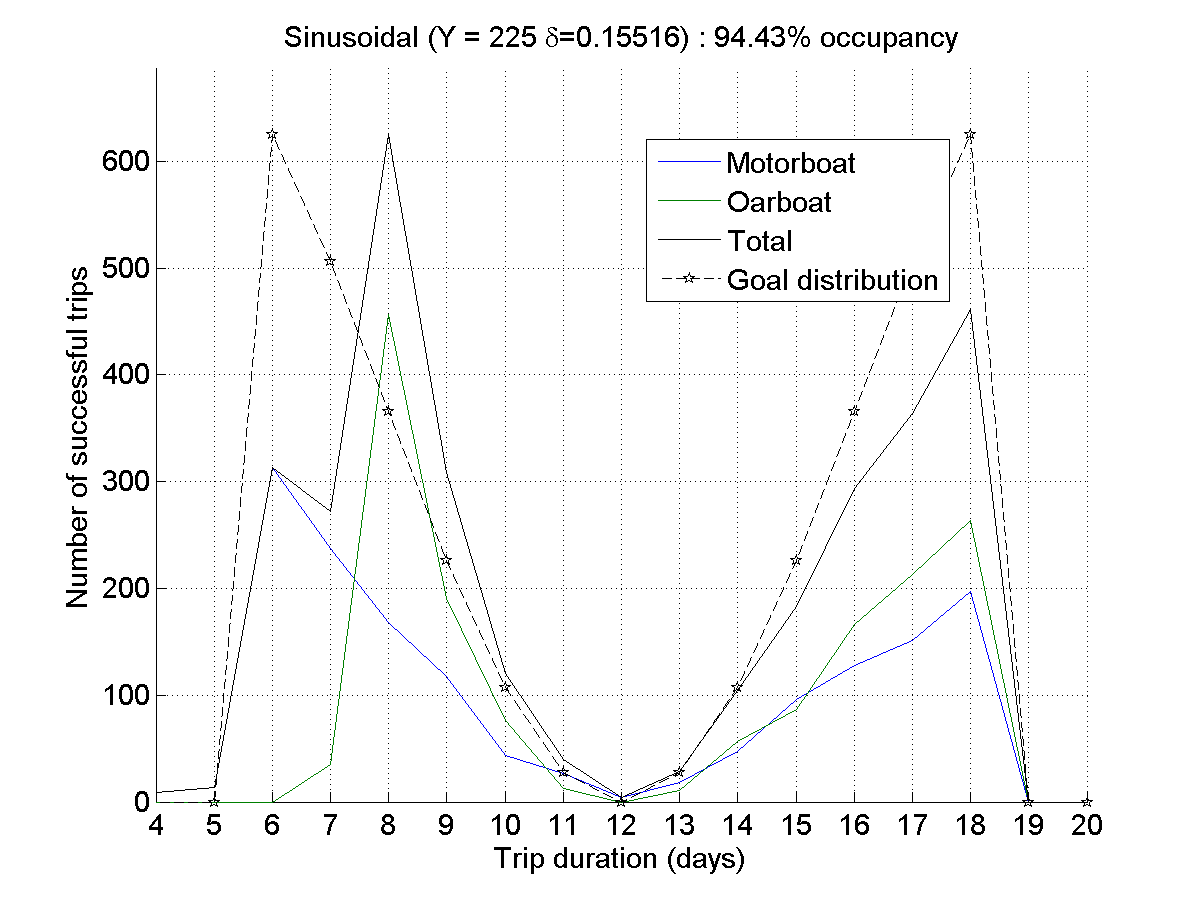 Sinusoidal (Y = 225 δ=0.15516) : 94.43% occupancy
Number of successful trips
600
500
400
300
200
100
0
Motorboat
Oarboat
Total
Goal distribution
4 5 6 7 8 9 10 11 12 13 14 15 16 17 18 19 20
Trip duration (days)